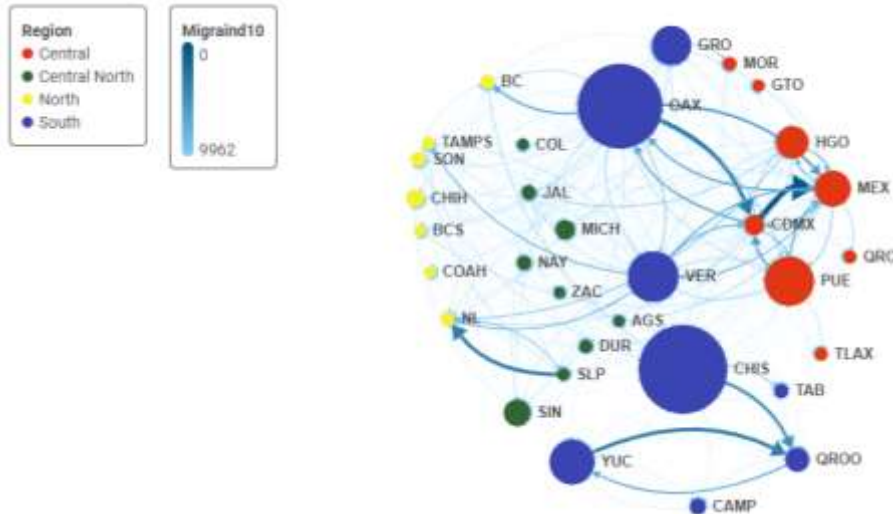 Region
Central
Central North
North
South
Migraind10
0
9962
GRO
MOR
GTO
BC
OAX
TAMPS
COL
HGO
SON
MEX
CHIH
JAL
MICH
CDMX
BCS
QRO
COAH
NAY
VER
PUE
ZAC
NL
AGS
DUR
TLAX
SLP
CHIS
TAB
SIN
YUC
QROO
CAMP